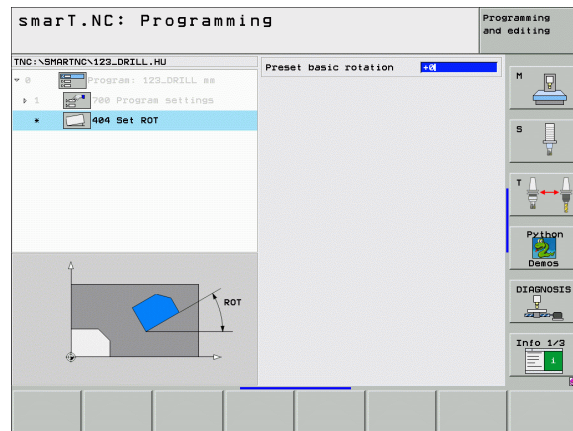 smarT.NC: Programming
Programming
and editing
TNC:\SMARTNC\123_DRILL.HU
0 Program: 123_DRILL mm
1 700 Program settings
* 404 Set ROT
Preset basic rotation +0
ROT
M
S
T
Python
Demos
DIAGNOSIS
Info 1/3
i